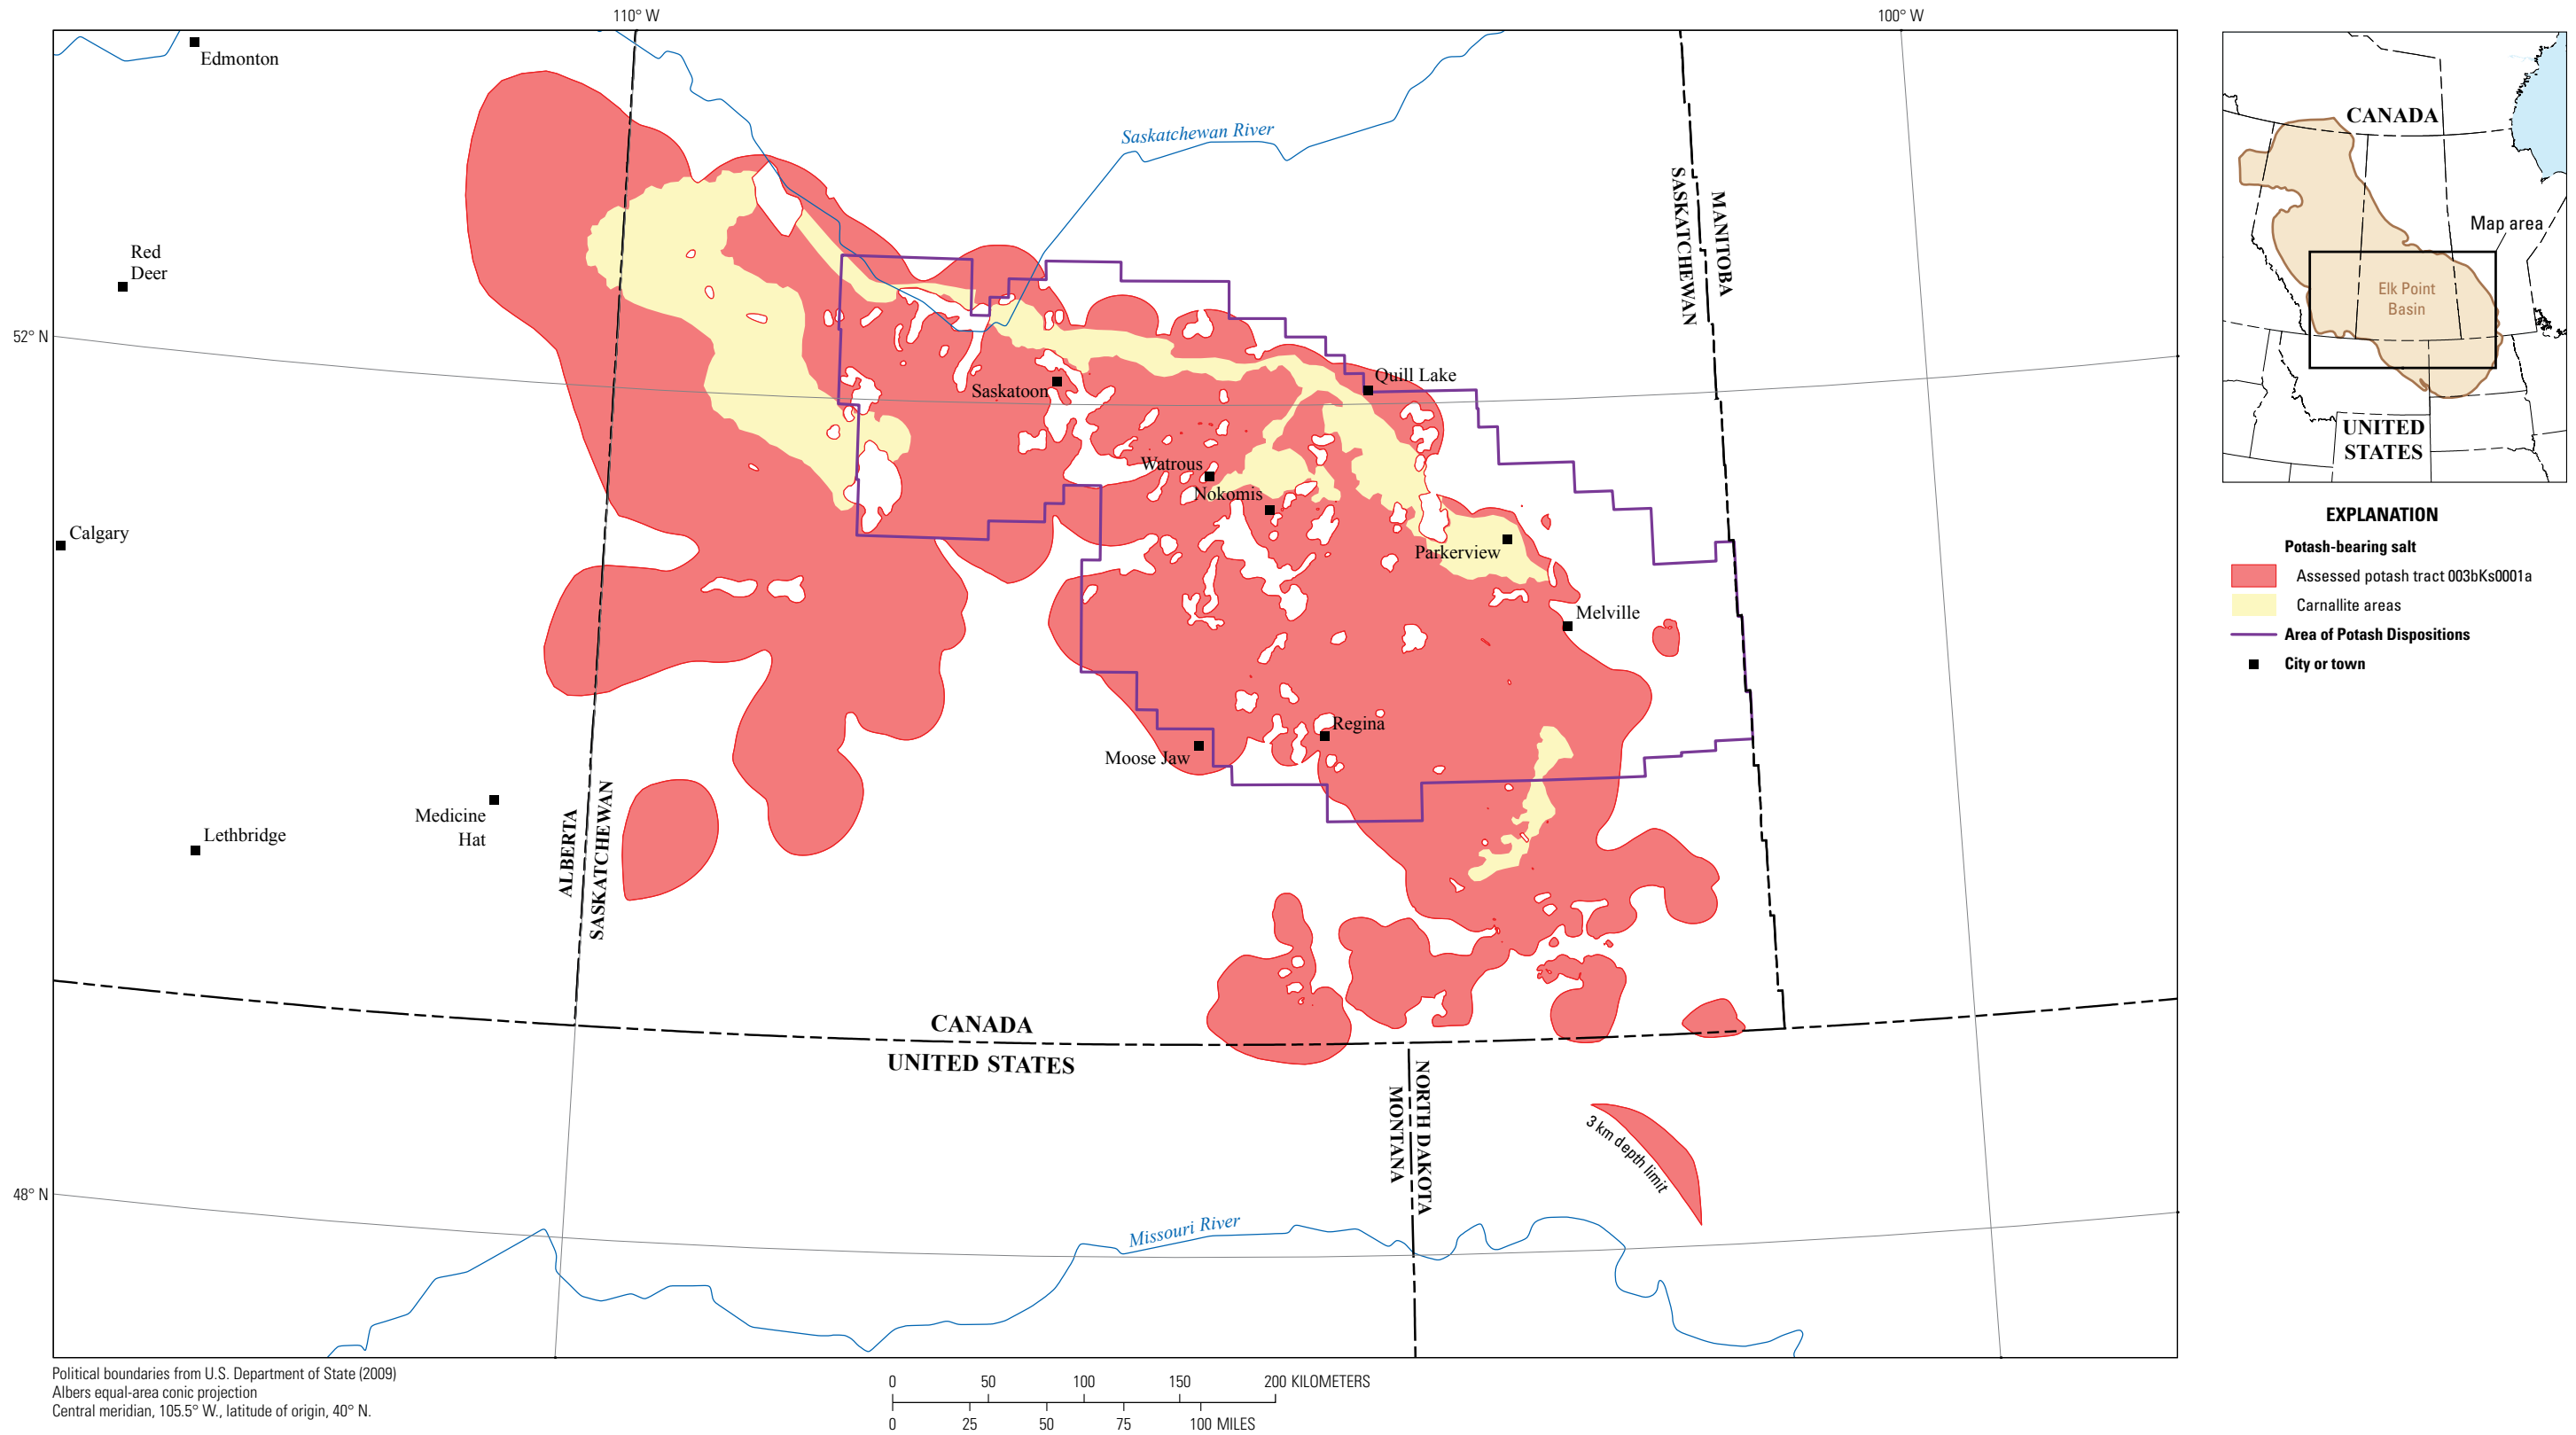 110° W
100° W
Edmonton
Saskatchewan River
SASKATCHEWAN
MANITOBA
Red
Deer
52° N
Quill Lake
Saskatoon
Watrous
Nokomis
Calgary
Parkerview
Melville
Regina
Moose Jaw
Medicine
Hat
Lethbridge
ALBERTA
SASKATCHEWAN
CANADA
UNITED STATES
NORTH DAKOTA
MONTANA
3 km depth limit
48° N
Missouri River
Political boundaries from U.S. Department of State (2009)
Albers equal-area conic projection
Central meridian, 105.5° W., latitude of origin, 40° N.
0 50 100 150 200 KILOMETERS
0 25 50 75 100 MILES
CANADA
Map area
Elk Point
Basin
UNITED
STATES
EXPLANATION
Potash-bearing salt
Assessed potash tract 003bKs0001a
Carnallite areas
Area of Potash Dispositions
City or town